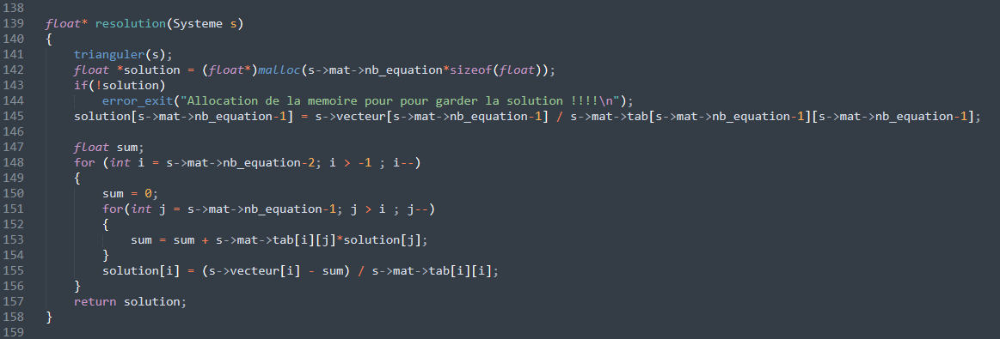 138
139 float* resolution(Systeme s)
140 {
141     trianguler(s);
142     float *solution = (float*)malloc(s->mat->nb_equation*sizeof(float));
143     if(!solution)
144         error_exit("Allocation de la memoire pour pour garder la solution !!!!\n");
145     solution[s->mat->nb_equation-1] = s->vecteur[s->mat->nb_equation-1] / s->mat->tab[s->mat->nb_equation-1][s->mat->nb_equation-1];
146
147     float sum;
148     for (int i = s->mat->nb_equation-2; i > -1 ; i--)
149     {
150         sum = 0;
151         for(int j = s->mat->nb_equation-1; j > i ; j--)
152         {
153             sum = sum + s->mat->tab[i][j]*solution[j];
154         }
155         solution[i] = (s->vecteur[i] - sum) / s->mat->tab[i][i];
156     }
157     return solution;
158 }
159